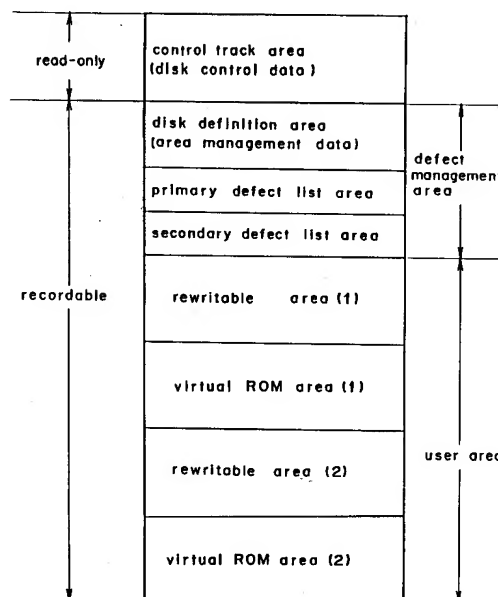 read-only
control track area
(disk control data)
disk definition area
(area management data)
primary defect list area
secondary defect list area
defect
management
area
recordable
rewritable area (1)
virtual ROM area (1)
rewritable area (2)
virtual ROM area (2)
user area